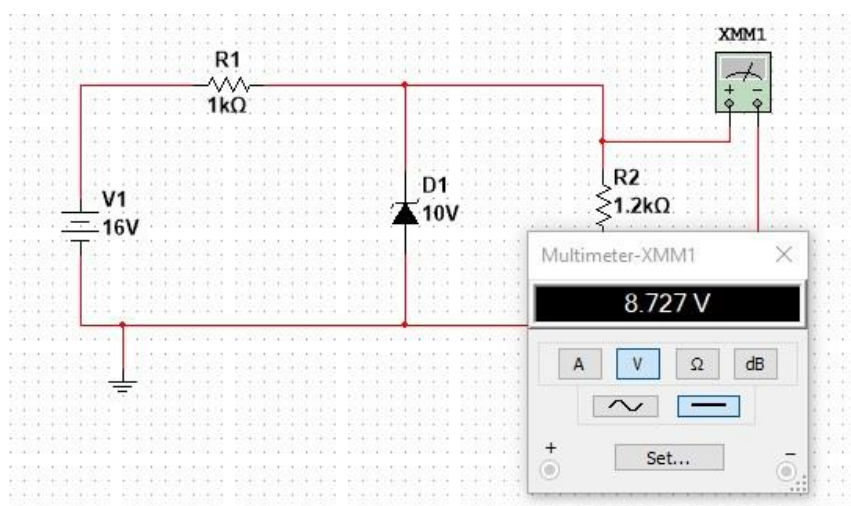 XMM1
R1
1kΩ
+ −
V1
16V
D1
10V
R2
1.2kΩ
Multimeter-XMM1 ×
8.727 V
A V Ω dB
+ Set... −